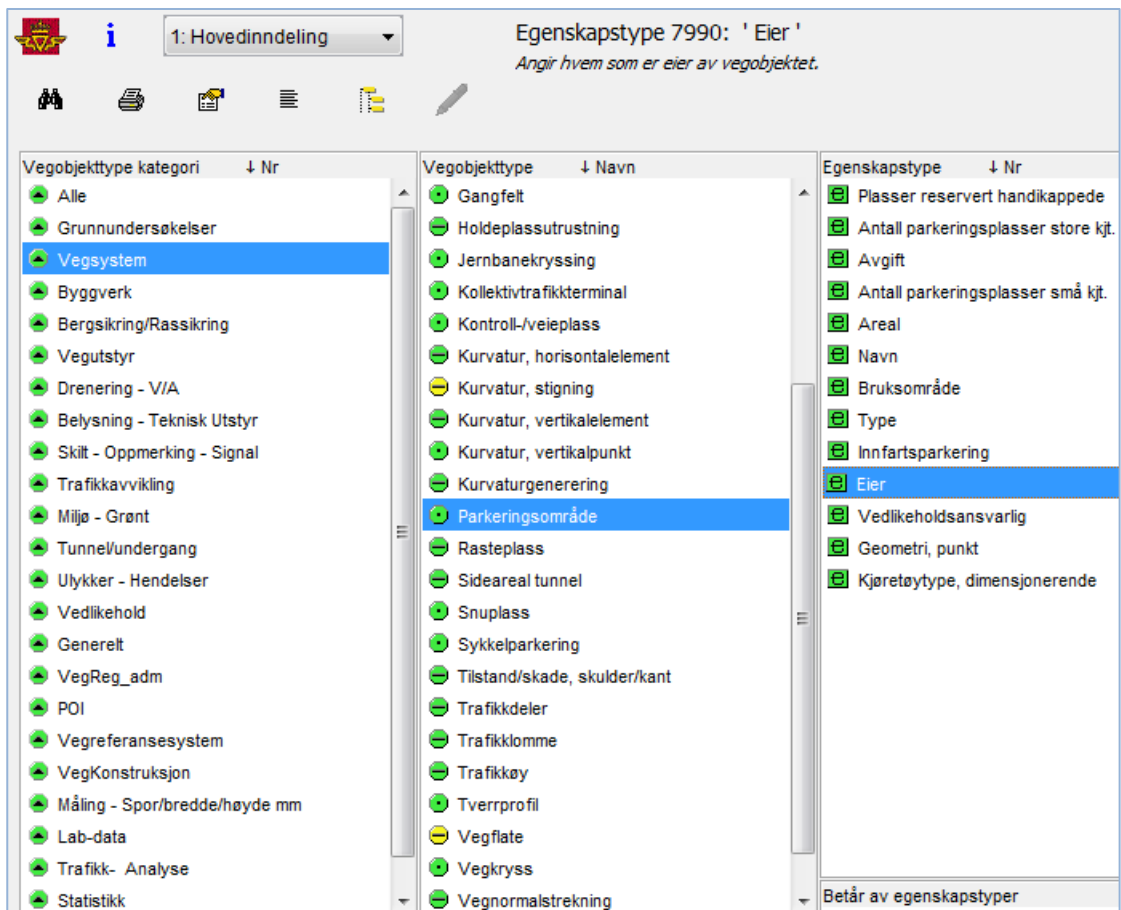 i
1: Hovedinndeling
Egenskapstype 7990: ' Eier '
Angir hvem som er eier av vegobjektet.
Vegobjekttype kategori ↓ Nr
Alle
Grunnundersøkelser
Vegsystem
Byggverk
Bergsikring/Rassikring
Vegutstyr
Drenering - V/A
Belysning - Teknisk Utstyr
Skilt - Oppmerking - Signal
Trafikkavvikling
Miljø - Grønt
Tunnel/undergang
Ulykker - Hendelser
Vedlikehold
Generelt
VegReg_adm
POI
Vegreferansesystem
VegKonstruksjon
Måling - Spor/bredde/høyde mm
Lab-data
Trafikk- Analyse
Statistikk
Vegobjekttype ↓ Navn
Gangfelt
Holdeplassutrustning
Jernbanekryssing
Kollektivtrafikkterminal
Kontroll-/veieplass
Kurvatur, horisontalelement
Kurvatur, stigning
Kurvatur, vertikalelement
Kurvatur, vertikalpunkt
Kurvaturgenerering
Parkeringsområde
Rasteplass
Sideareal tunnel
Snuplass
Sykkelparkering
Tilstand/skade, skulder/kant
Trafikkdeler
Trafikklomme
Trafikkøy
Tverrprofil
Vegflate
Vegkryss
Vegnormalstrekning
Egenskapstype ↓ Nr
e Plasser reservert handikappede
e Antall parkeringsplasser store kjt.
e Avgift
e Antall parkeringsplasser små kjt.
e Areal
e Navn
e Bruksområde
e Type
e Innfartsparkering
e Eier
e Vedlikeholdsansvarlig
e Geometri, punkt
e Kjøretøytype, dimensjonerende
Betår av egenskapstyper